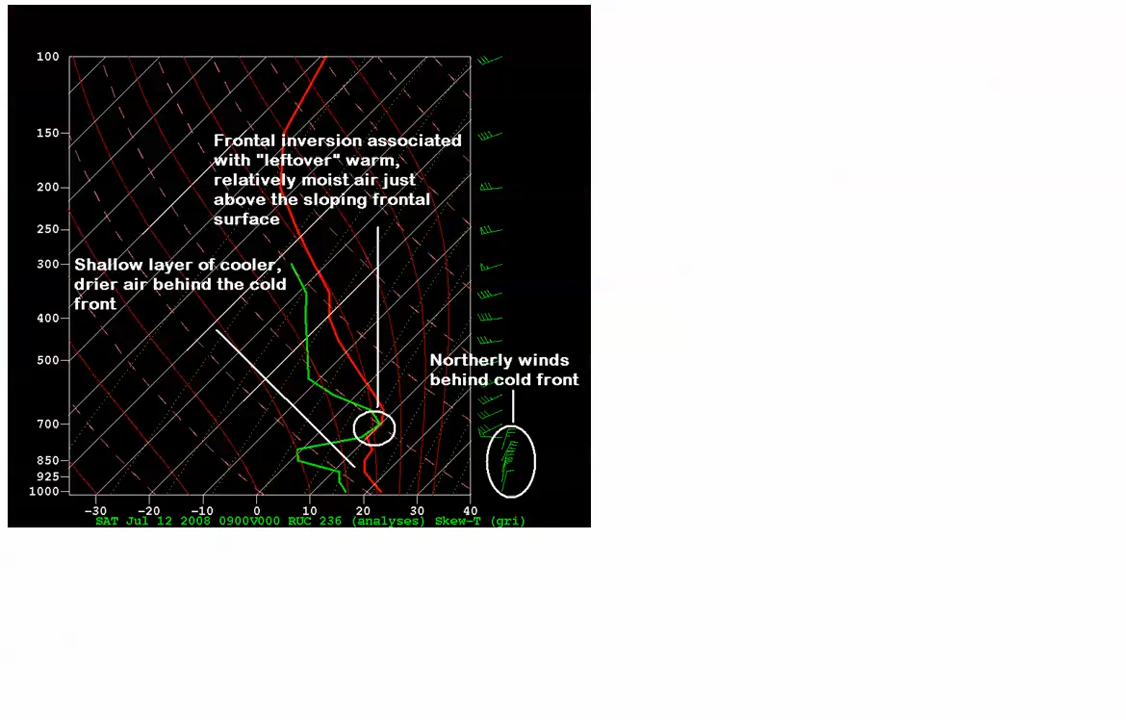 100
150
200
250
300
400
500
700
850
925
1000
Frontal inversion associated
with "leftover" warm,
relatively moist air just
above the sloping frontal
surface
Shallow layer of cooler,
drier air behind the cold
front
Northerly winds
behind cold front
-30 -20 -10 0 10 20 30 40
SAT Jul 12 2008 0900V000 RUC 236 (analyses) Skew-T (gri)